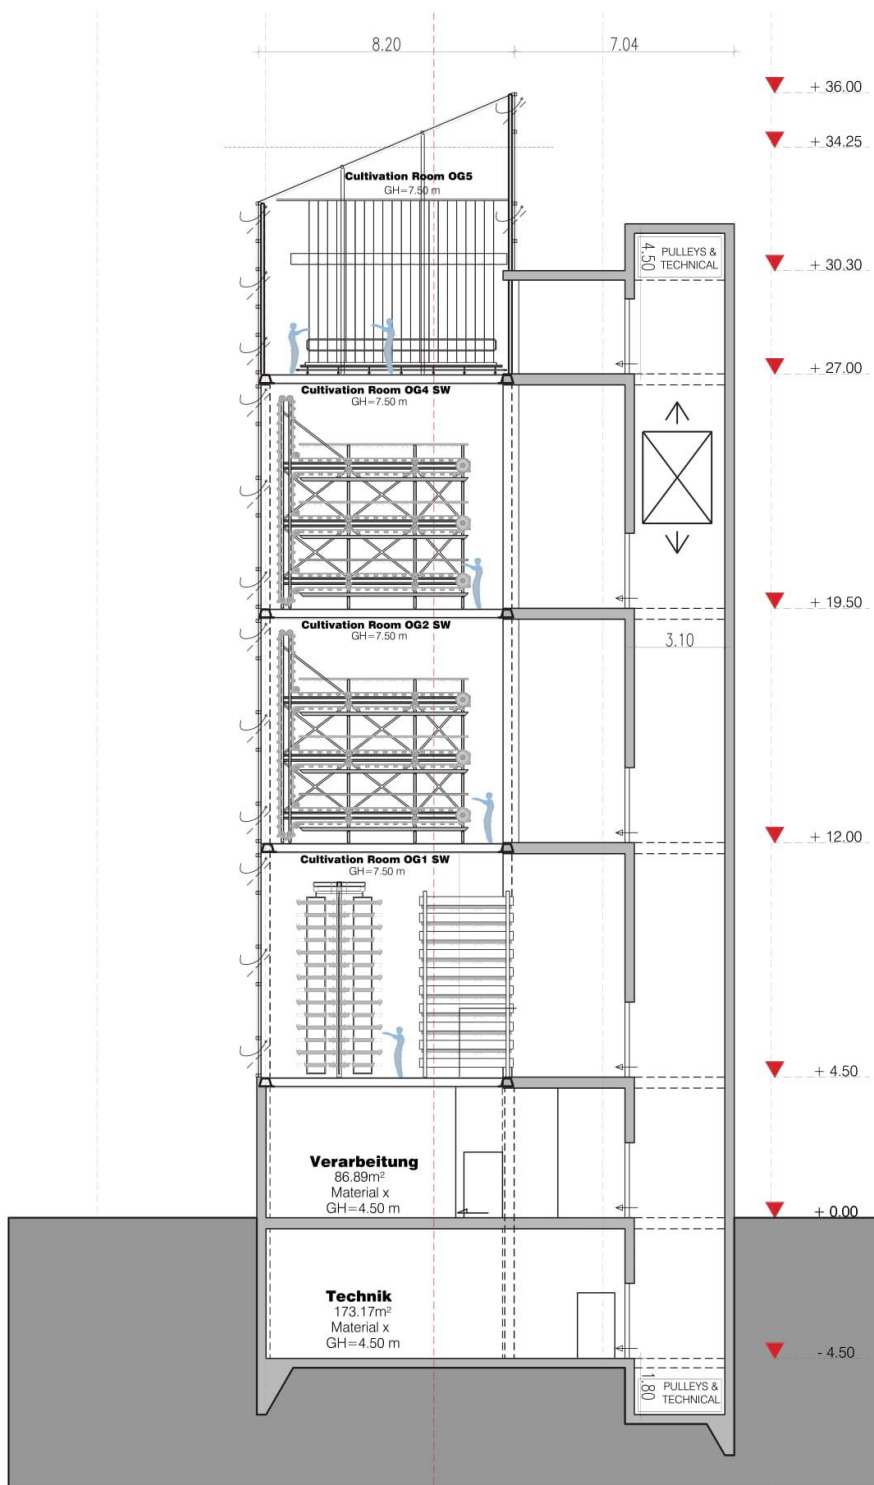 8.20
7.04
+ 36.00
+ 34.25
Cultivation Room OG5
GH=7.50 m
4.50
PULLEYS &
TECHNICAL
+ 30.30
+ 27.00
Cultivation Room OG4 SW
GH=7.50 m
+ 19.50
Cultivation Room OG2 SW
GH=7.50 m
3.10
+ 12.00
Cultivation Room OG1 SW
GH=7.50 m
+ 4.50
Verarbeitung
86.89m²
Material x
GH=4.50 m
+ 0.00
Technik
173.17m²
Material x
GH=4.50 m
- 4.50
1.80
PULLEYS &
TECHNICAL